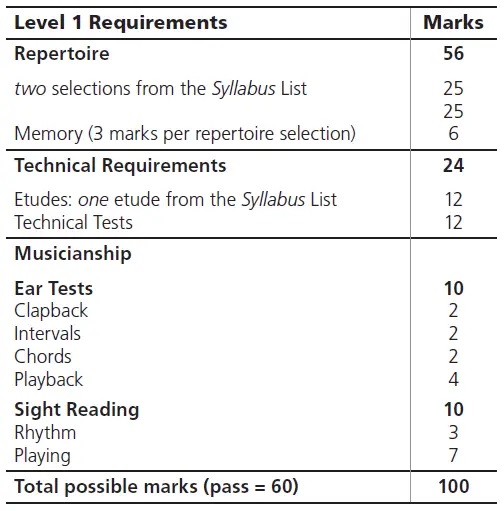 Level 1 Requirements Marks
Repertoire 56
two selections from the Syllabus List 25
25
Memory (3 marks per repertoire selection) 6
Technical Requirements 24
Etudes: one etude from the Syllabus List 12
Technical Tests 12
Musicianship
Ear Tests 10
Clapback 2
Intervals 2
Chords 2
Playback 4
Sight Reading 10
Rhythm 3
Playing 7
Total possible marks (pass = 60) 100